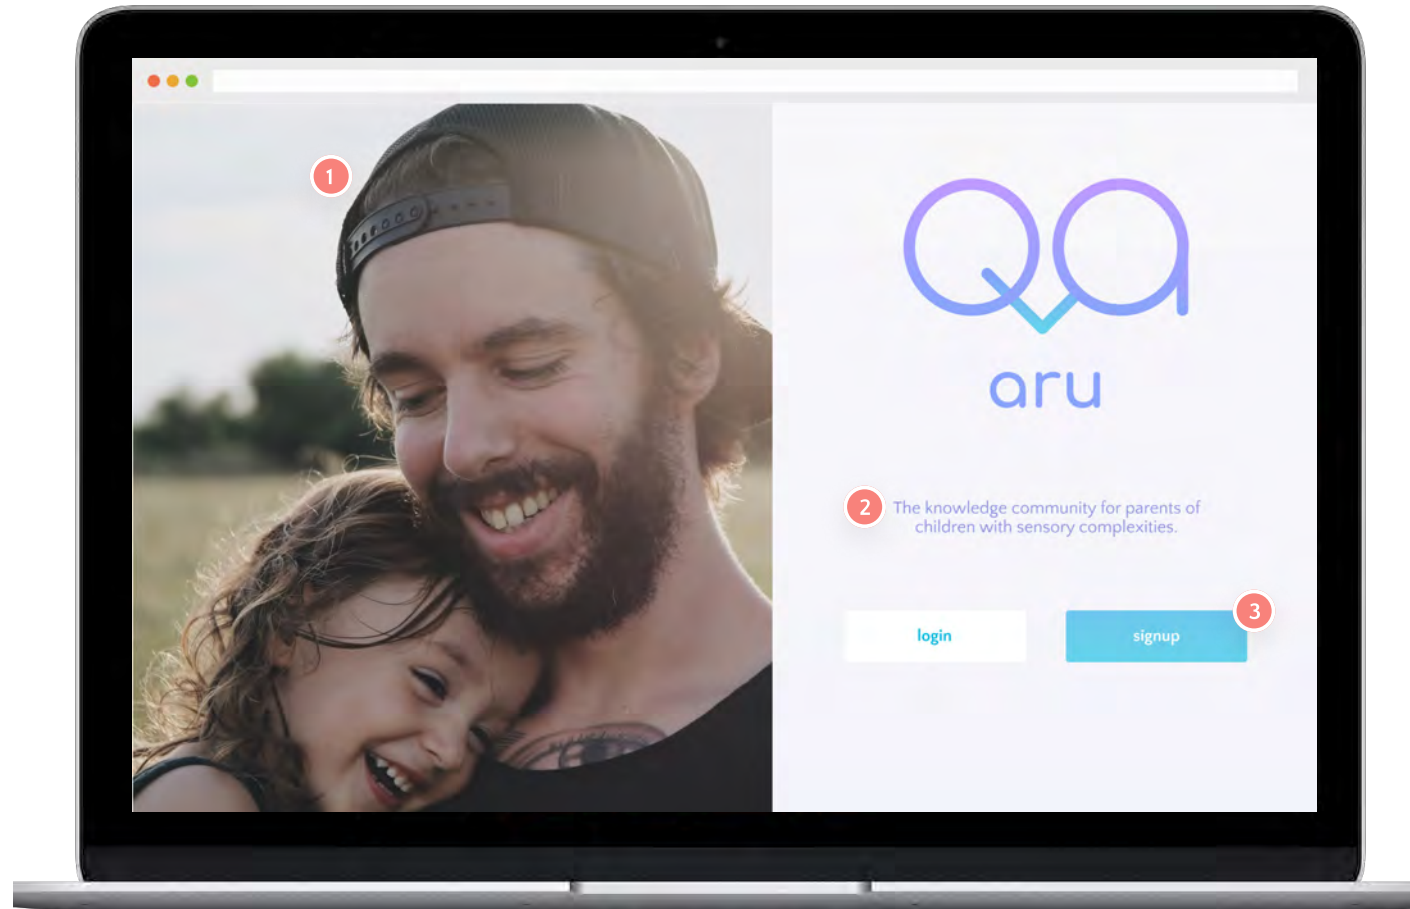 1
Qa
aru
2
The knowledge community for parents of
children with sensory complexities.
3
login
signup